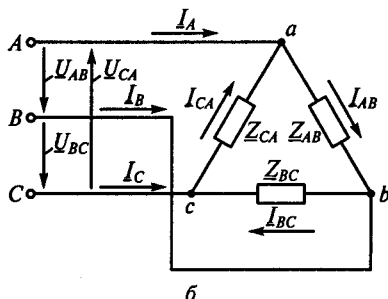 I_A
A
a
U_AB
U_CA
I_CA
I_AB
I_B
B
Z_CA
Z_AB
U_BC
I_C
Z_BC
C
c
b
I_BC
б